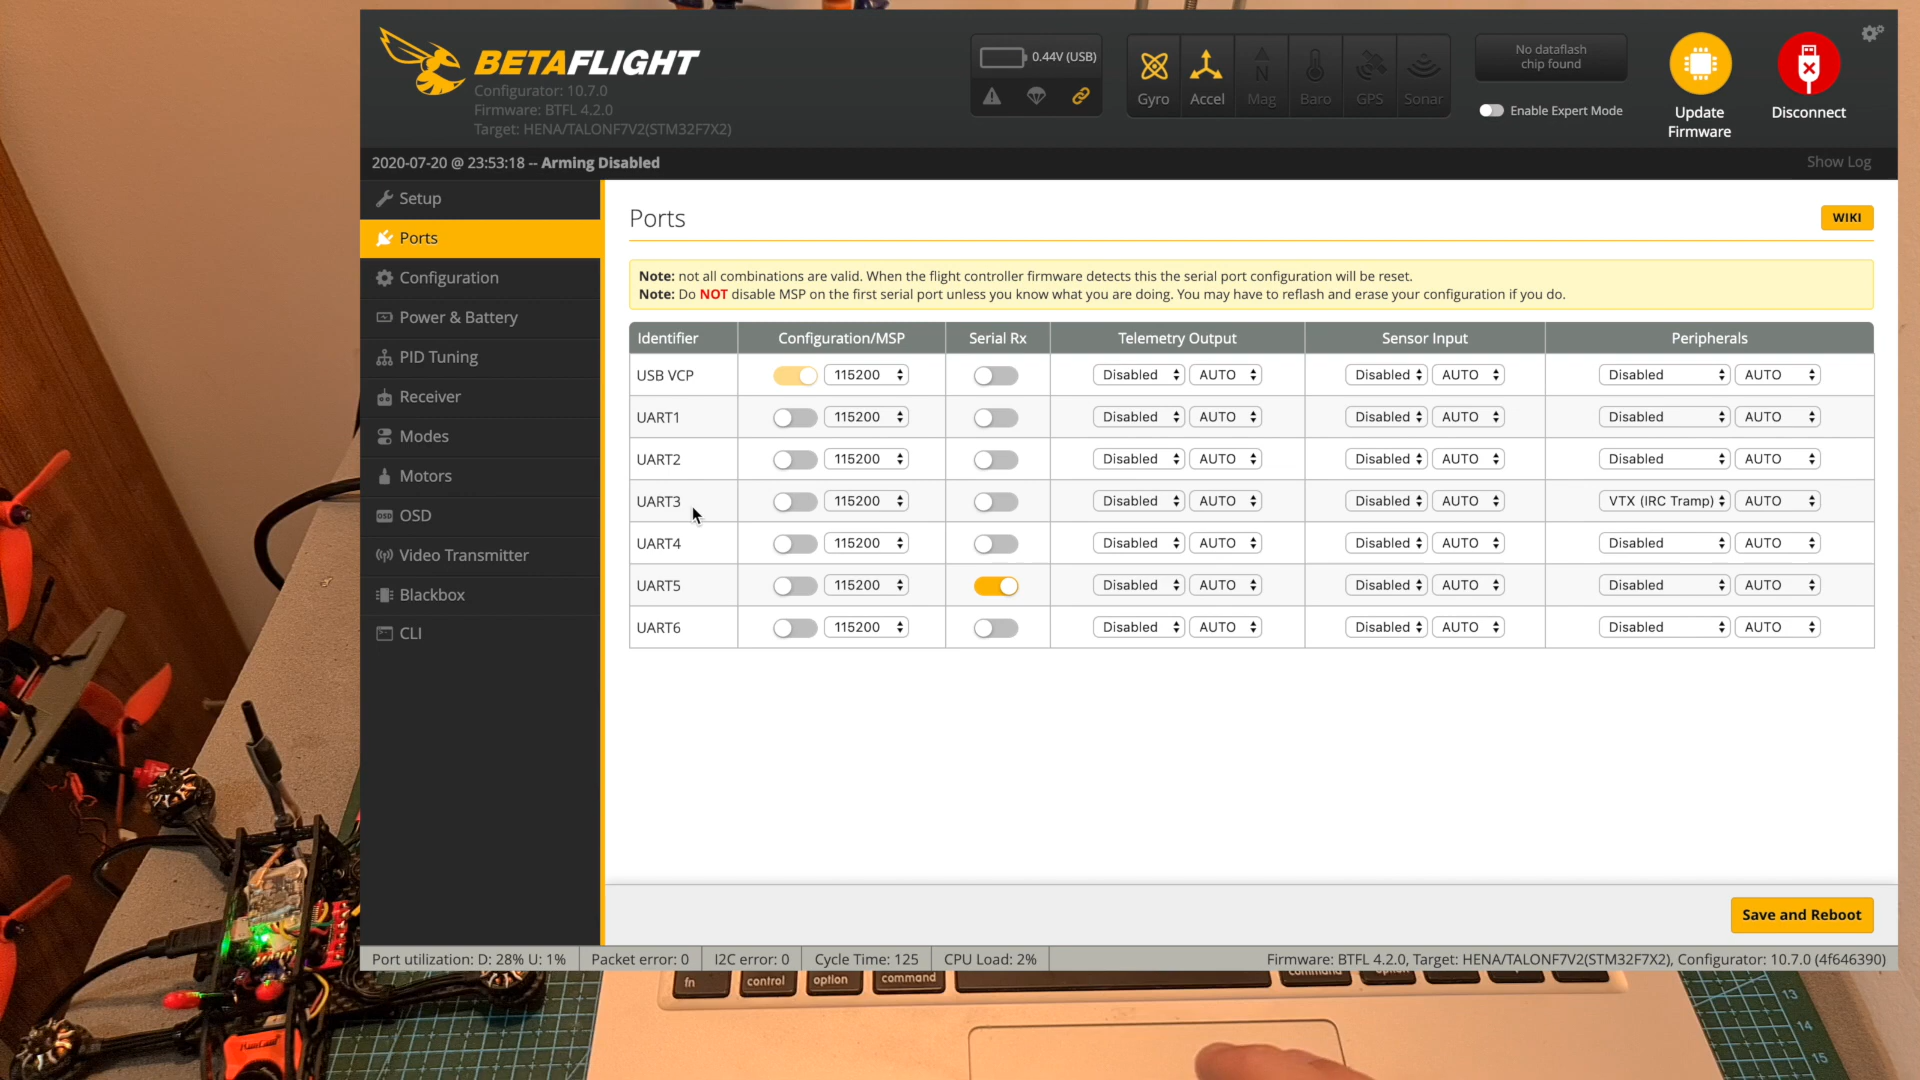 BETAFLIGHT
Configurator: 10.7.0
Firmware: BTFL 4.2.0
Target: HENA/TALONF7V2(STM32F7X2)
0.44V (USB)
Gyro Accel Mag Baro GPS Sonar
No dataflash
chip found
Enable Expert Mode
Update
Firmware
Disconnect
2020-07-20 @ 23:53:18 -- Arming Disabled
Show Log
Setup
Ports
Configuration
Power & Battery
PID Tuning
Receiver
Modes
Motors
OSD OSD
Video Transmitter
Blackbox
CLI
Ports
WIKI
Note: not all combinations are valid. When the flight controller firmware detects this the serial port configuration will be reset.
Note: Do NOT disable MSP on the first serial port unless you know what you are doing. You may have to reflash and erase your configuration if you do.
Identifier Configuration/MSP Serial Rx Telemetry Output Sensor Input Peripherals
USB VCP 115200 Disabled AUTO Disabled AUTO Disabled AUTO
UART1 115200 Disabled AUTO Disabled AUTO Disabled AUTO
UART2 115200 Disabled AUTO Disabled AUTO Disabled AUTO
UART3 115200 Disabled AUTO Disabled AUTO VTX (IRC Tramp) AUTO
UART4 115200 Disabled AUTO Disabled AUTO Disabled AUTO
UART5 115200 Disabled AUTO Disabled AUTO Disabled AUTO
UART6 115200 Disabled AUTO Disabled AUTO Disabled AUTO
Save and Reboot
Port utilization: D: 28% U: 1% Packet error: 0 I2C error: 0 Cycle Time: 125 CPU Load: 2%
Firmware: BTFL 4.2.0, Target: HENA/TALONF7V2(STM32F7X2), Configurator: 10.7.0 (4f646390)
fn control option command command
13
14
15